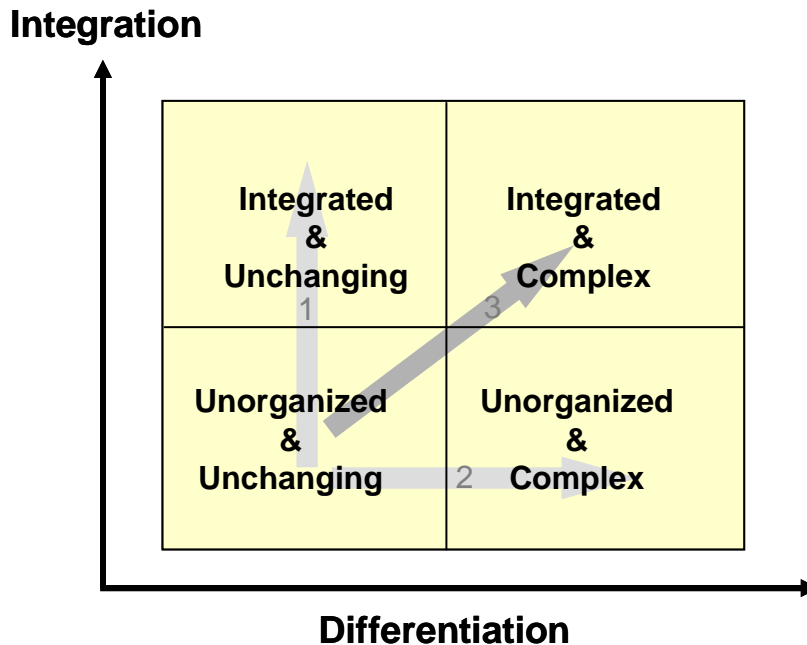 Integration
Integrated
&
Unchanging
1
Integrated
&
Complex
3
Unorganized
&
Unchanging
Unorganized
&
Complex
2
Differentiation